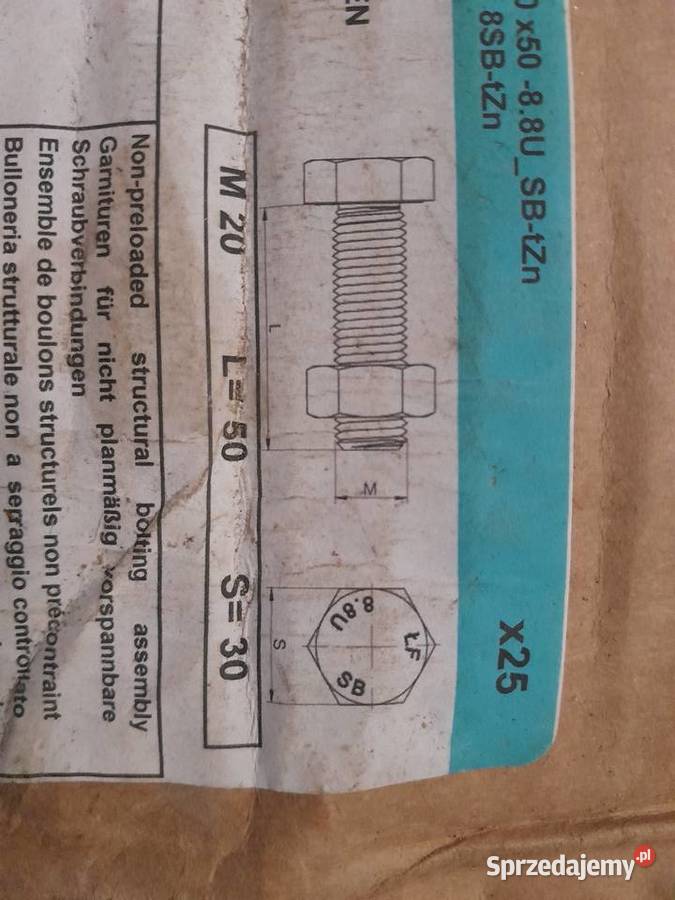 0 x50 -8.8U_SB-tZn
8SB-tZn
x25
EN
L
M
S
8.8U
LF
SB
M 20 L= 50 S= 30
Non-preloaded structural bolting assembly
Garnituren für nicht planmäßig vorspannbare
Schraubverbindungen
Ensemble de boulons structurels non précontraint
Bulloneria strutturale non a serraggio controllato
Sprzedajemy.pl